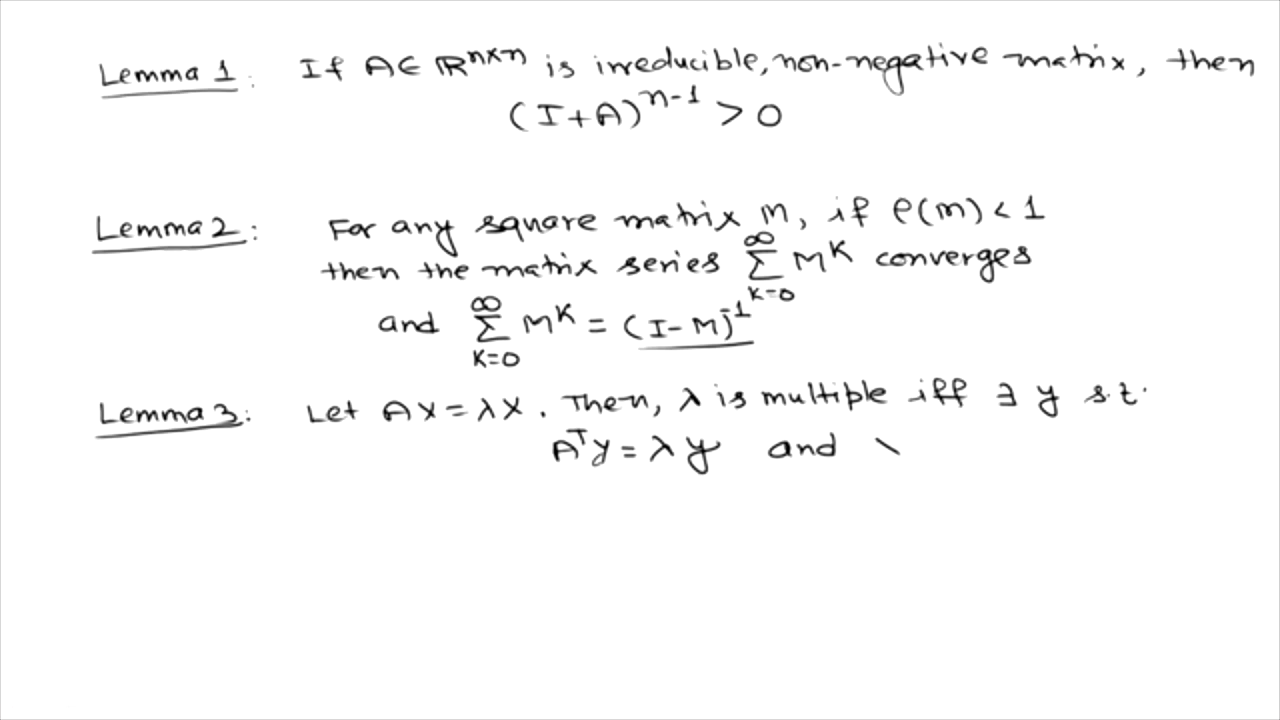 Lemma 1: If A ∈ ℝⁿˣⁿ is irreducible, non-negative matrix, then
(I+A)ⁿ⁻¹ > 0
Lemma 2: For any square matrix M, if ρ(M) < 1
then the matrix series ∑_{K=0}^{∞} M^K converges
and ∑_{K=0}^{∞} M^K = (I-M)⁻¹
Lemma 3: Let AX = λX. Then, λ is multiple iff ∃ y s.t.
Aᵀy = λy and